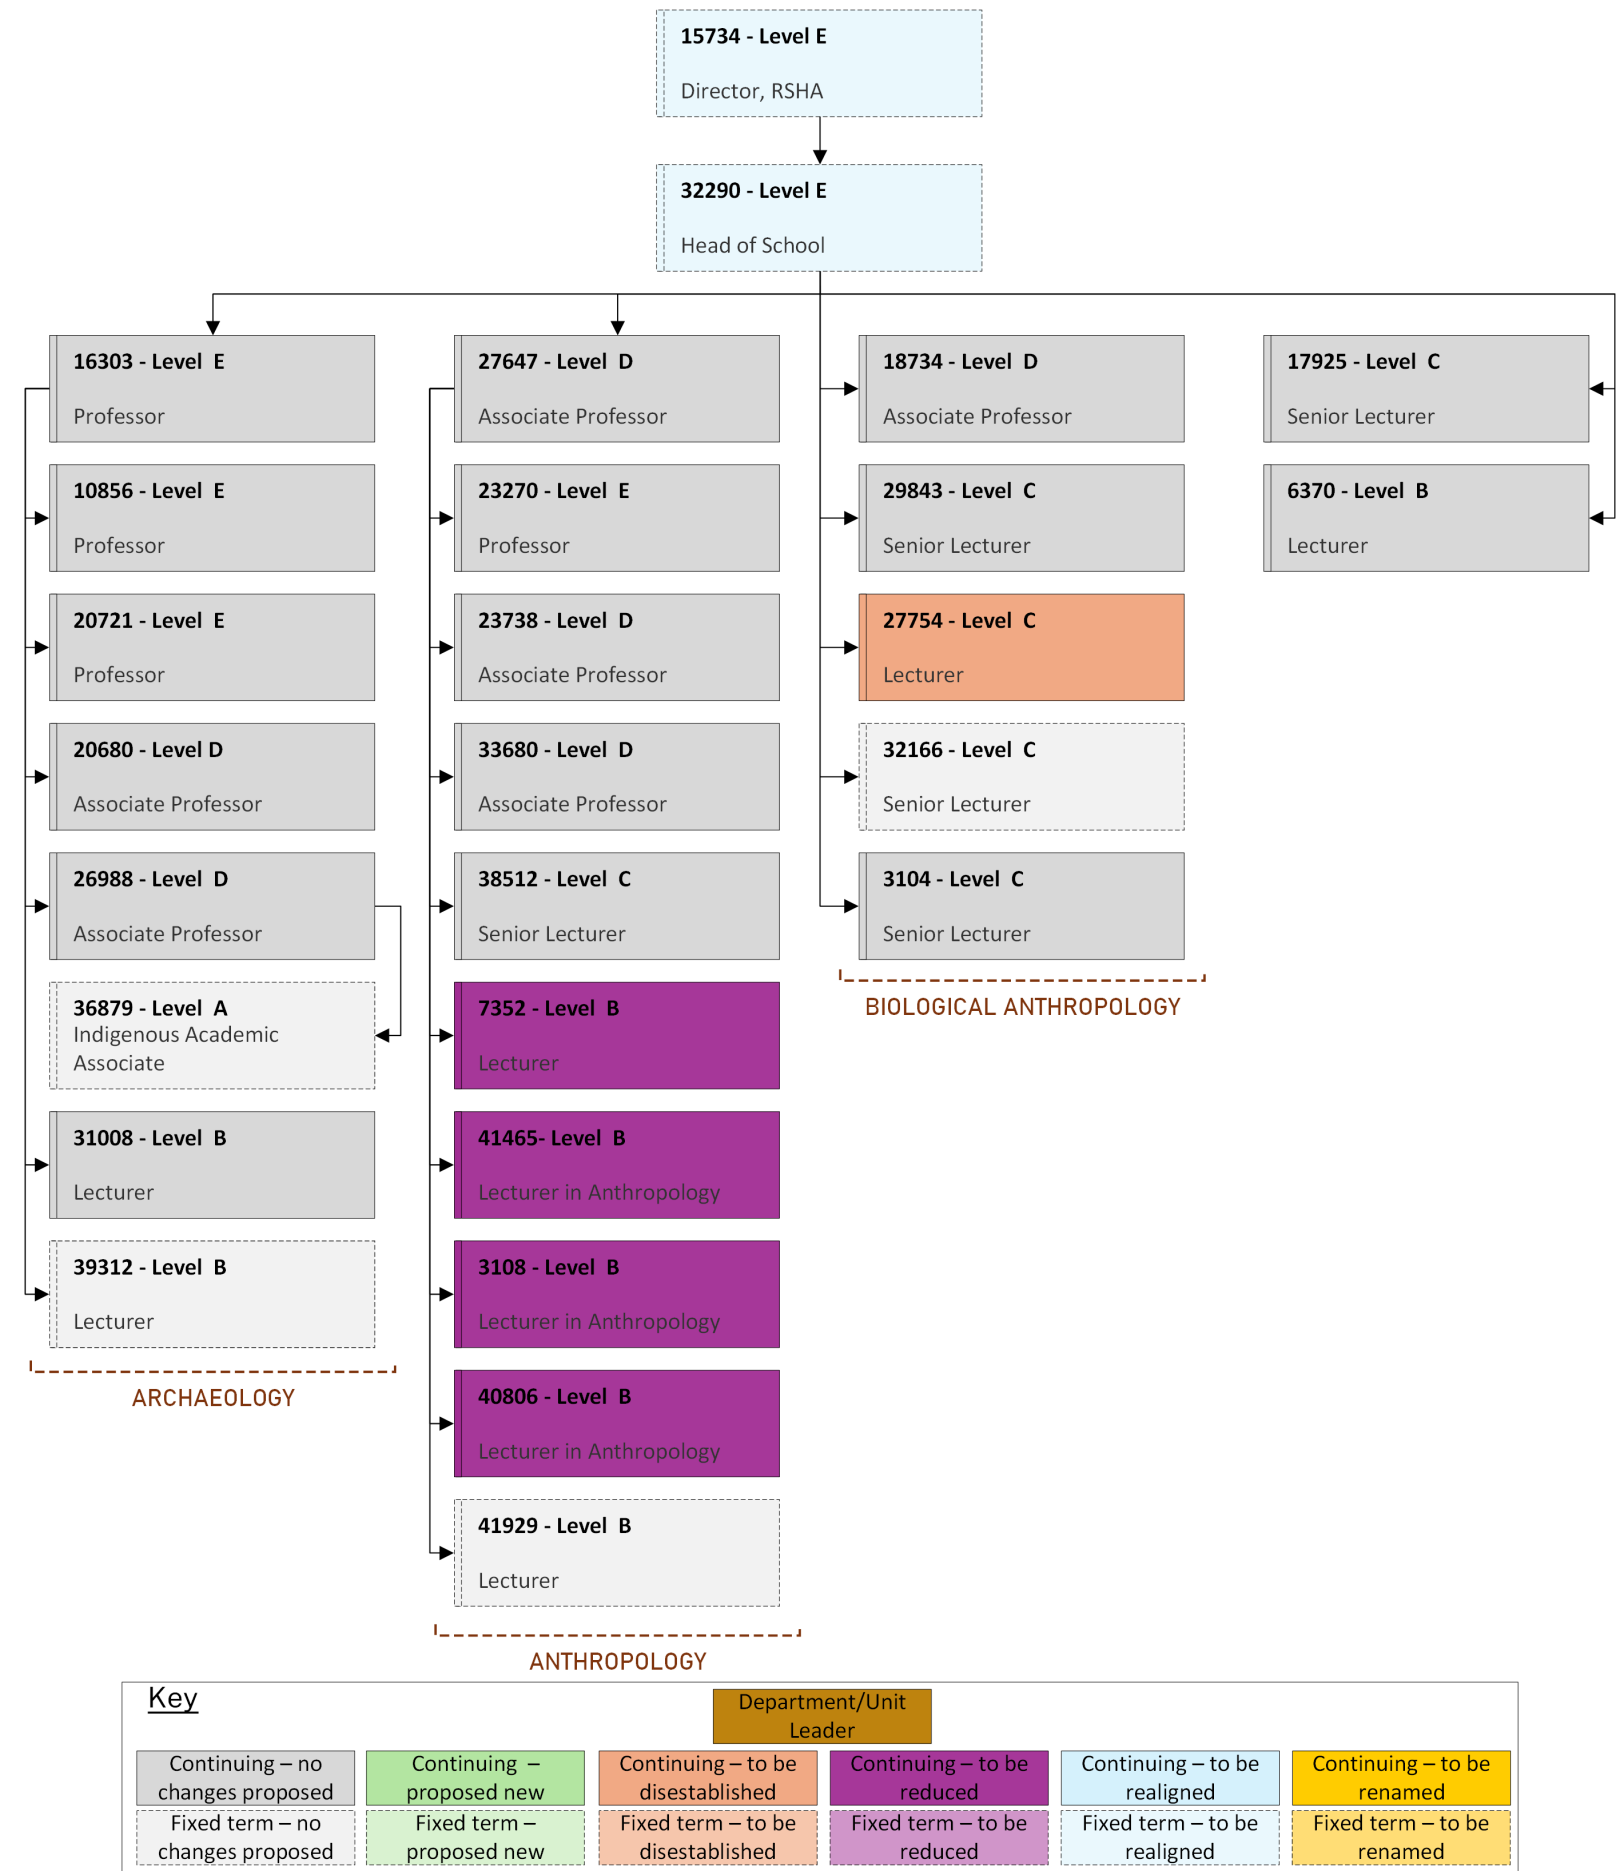 15734 - Level E
Director, RSHA
32290 - Level E
Head of School
16303 - Level  E
Professor
10856 - Level  E
Professor
20721 - Level  E
Professor
20680 - Level D
Associate Professor
26988 - Level  D
Associate Professor
36879 - Level  A
Indigenous Academic
Associate
31008 - Level  B
Lecturer
39312 - Level  B
Lecturer
ARCHAEOLOGY
27647 - Level  D
Associate Professor
23270 - Level  E
Professor
23738 - Level  D
Associate Professor
33680 - Level  D
Associate Professor
38512 - Level  C
Senior Lecturer
7352 - Level  B
Lecturer
41465- Level  B
Lecturer in Anthropology
3108 - Level  B
Lecturer in Anthropology
40806 - Level  B
Lecturer in Anthropology
41929 - Level  B
Lecturer
ANTHROPOLOGY
18734 - Level  D
Associate Professor
29843 - Level  C
Senior Lecturer
27754 - Level  C
Lecturer
32166 - Level  C
Senior Lecturer
3104 - Level  C
Senior Lecturer
BIOLOGICAL ANTHROPOLOGY
17925 - Level  C
Senior Lecturer
6370 - Level  B
Lecturer
Key
Department/Unit
Leader
Continuing – no
changes proposed
Continuing  –
proposed new
Continuing – to be
disestablished
Continuing – to be
reduced
Continuing – to be
realigned
Continuing – to be
renamed
Fixed term – no
changes proposed
Fixed term –
proposed new
Fixed term – to be
disestablished
Fixed term – to be
reduced
Fixed term – to be
realigned
Fixed term – to be
renamed